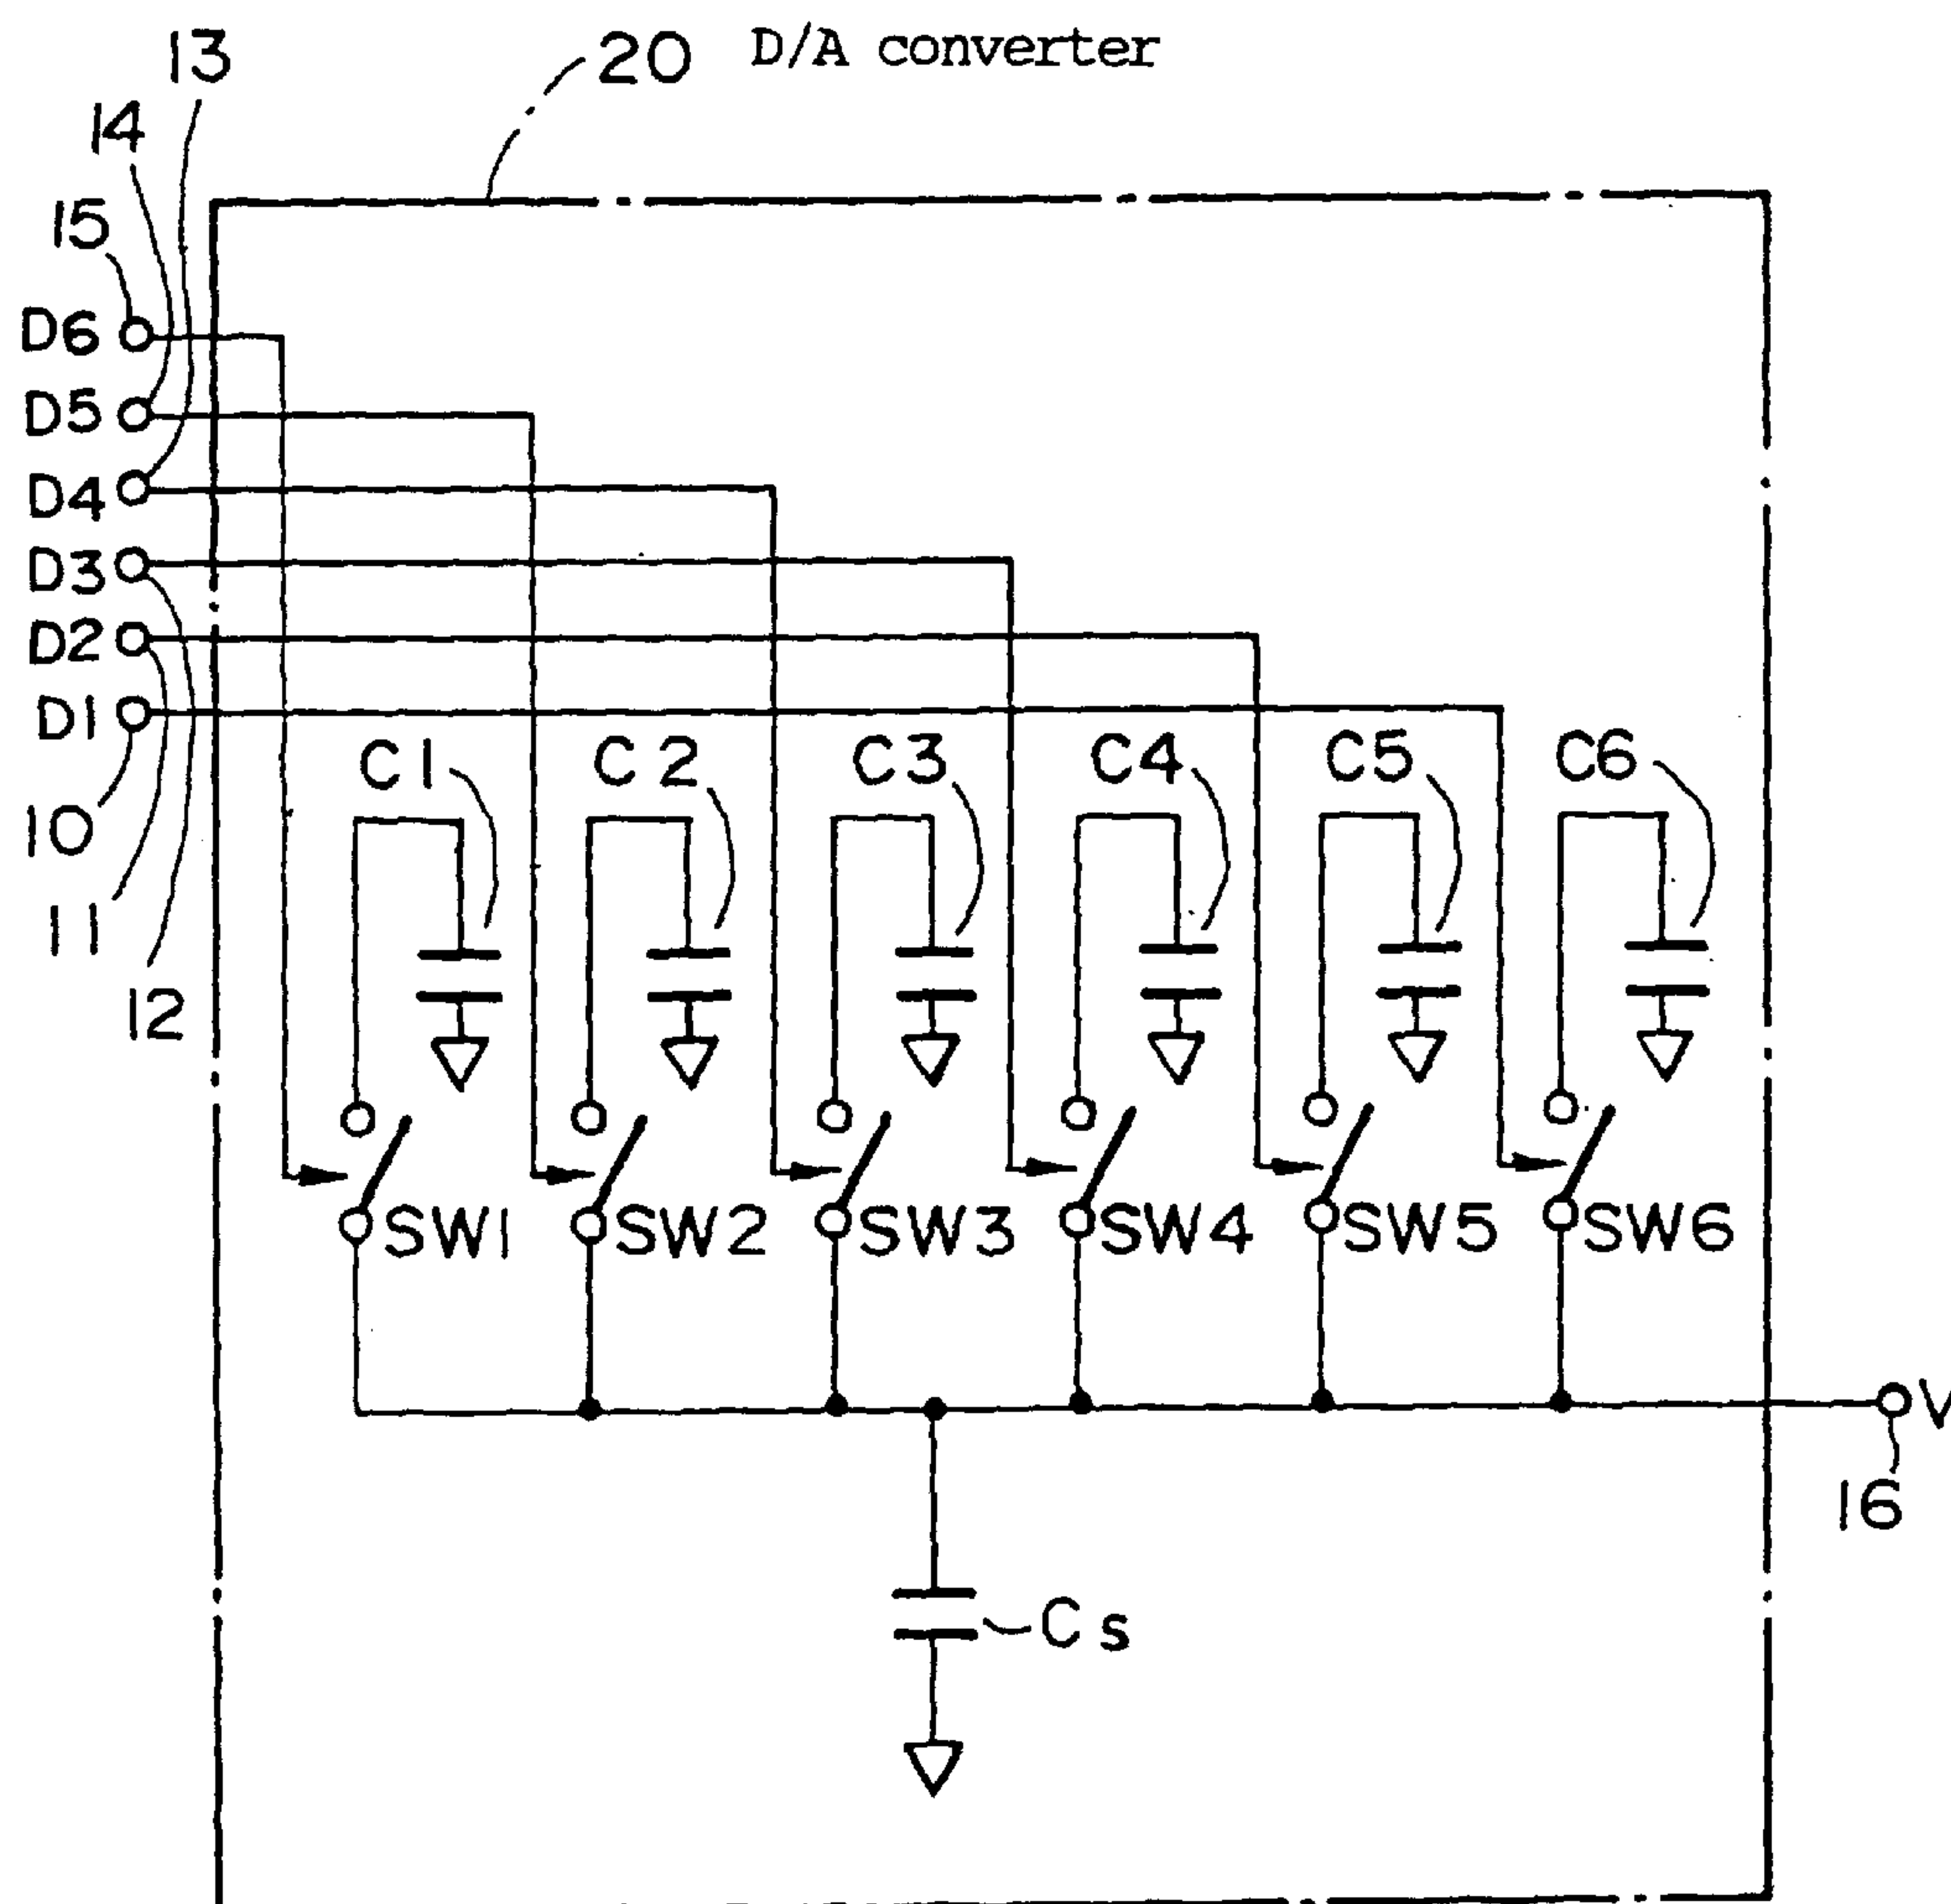 13
20 D/A converter
14
15
D6
D5
D4
D3
D2
D1
C1 C2 C3 C4 C5 C6
10
11
12
SW1 SW2 SW3 SW4 SW5 SW6
V
16
Cs